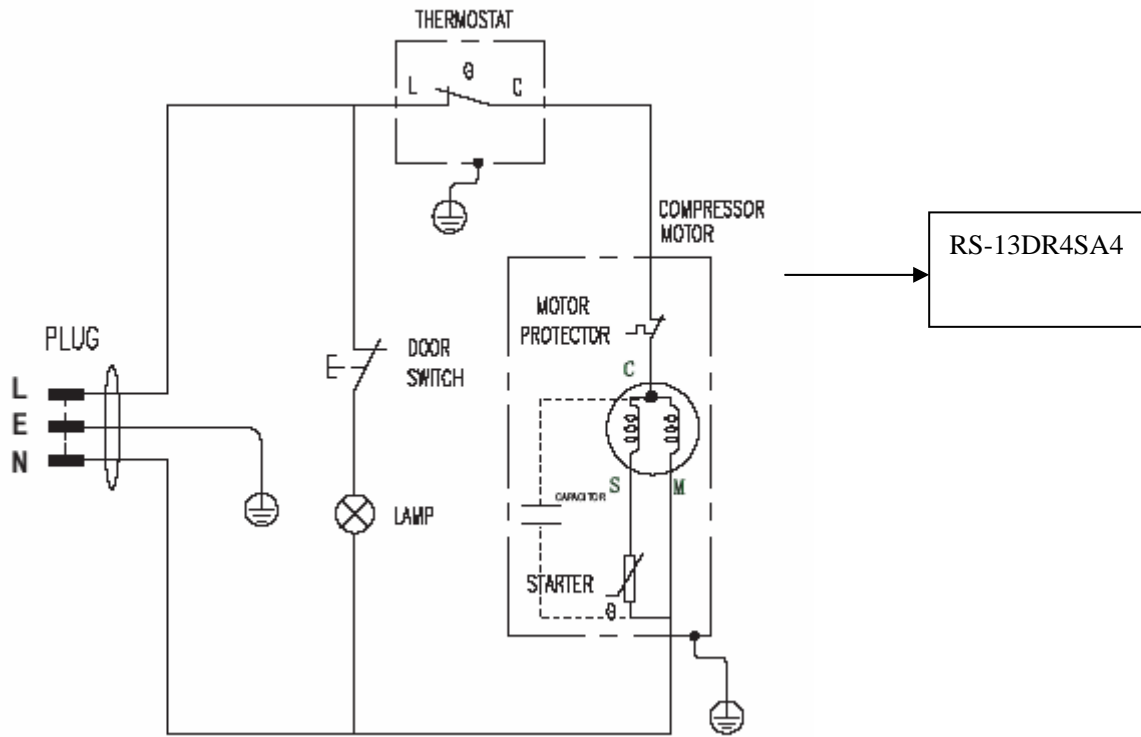 THERMOSTAT
L θ C
COMPRESSOR
MOTOR
RS-13DR4SA4
MOTOR
PROTECTOR
C
PLUG
DOOR
SWITCH
L
E
N
S M
CAPACITOR
LAMP
STARTER
θ